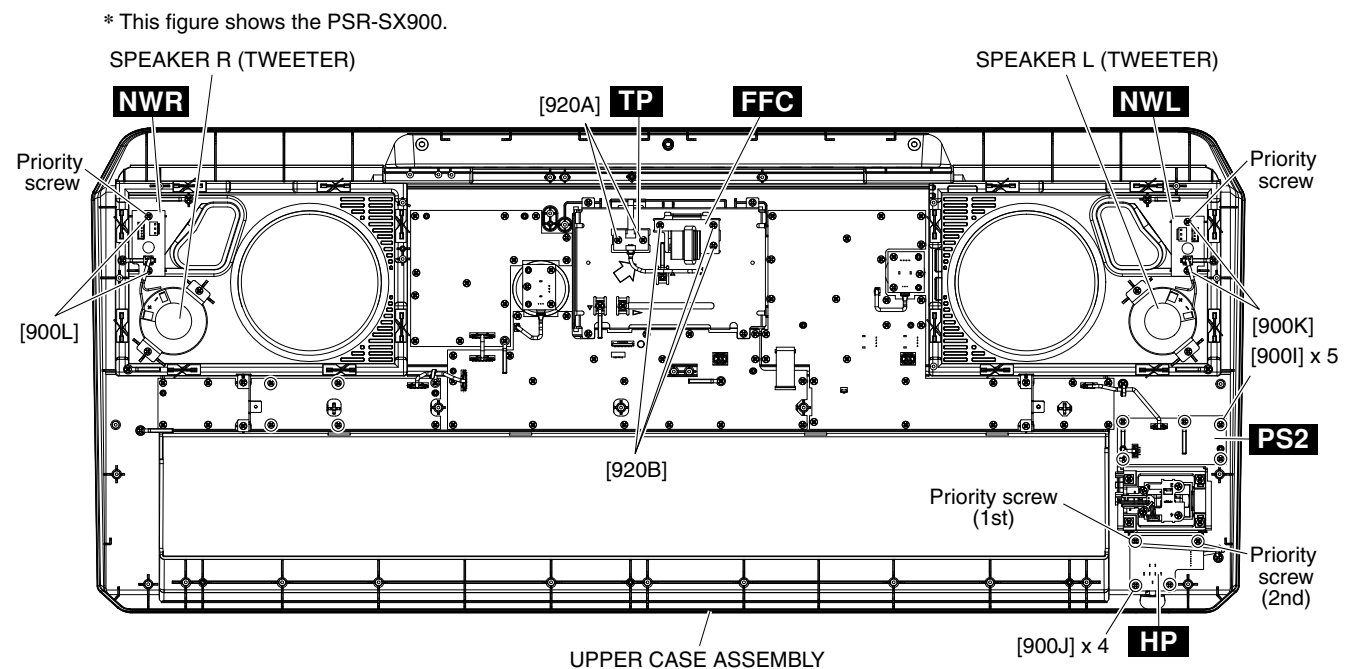 * This figure shows the PSR-SX900.
SPEAKER R (TWEETER)
SPEAKER L (TWEETER)
NWR
[920A]
TP
FFC
NWL
Priority
screw
Priority
screw
[900L]
[900K]
[900I] x 5
PS2
[920B]
Priority screw
(1st)
Priority
screw
(2nd)
[900J] x 4
HP
UPPER CASE ASSEMBLY